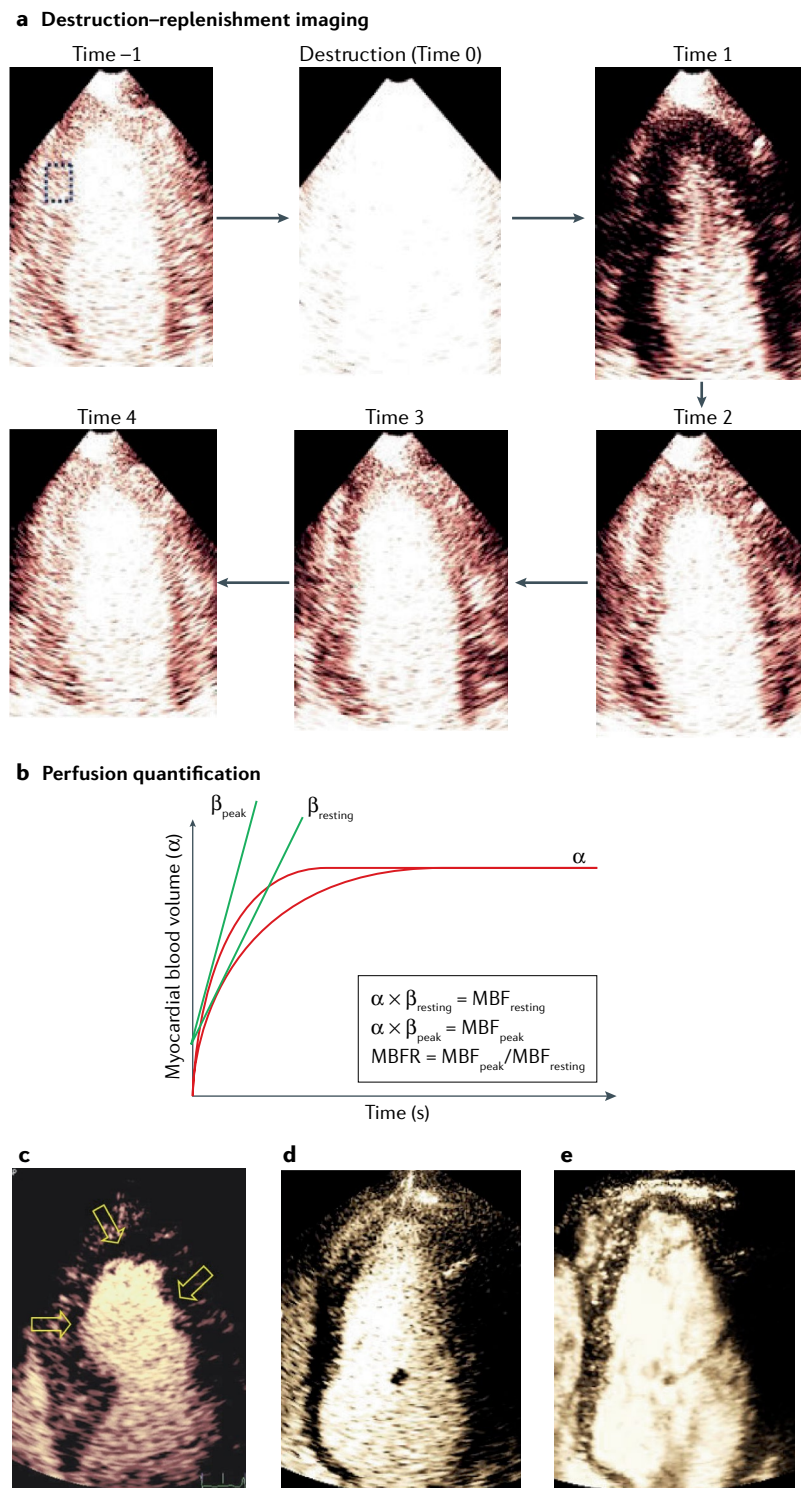 a Destruction–replenishment imaging
Time –1
Destruction (Time 0)
Time 1
Time 4
Time 3
Time 2
b Perfusion quantification
βpeak
βresting
α
Myocardial blood volume (α)
α × βresting = MBFresting
α × βpeak = MBFpeak
MBFR = MBFpeak/MBFresting
Time (s)
c
d
e